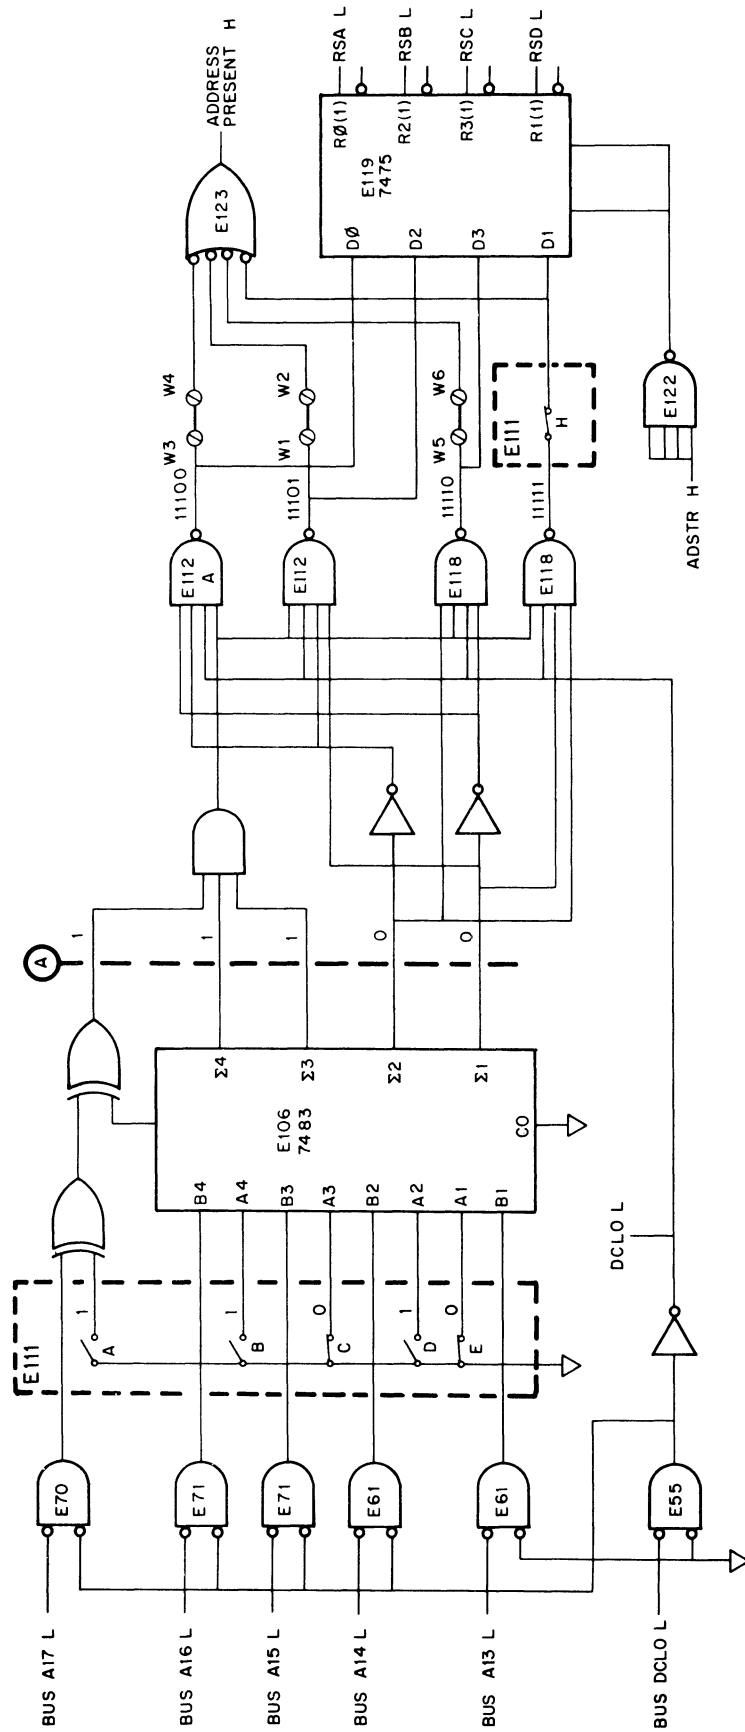 BUS A17 L
BUS A16 L
BUS A15 L
BUS A14 L
BUS A13 L
BUS DCLO L
E70
E71
E71
E61
E61
E55
E111
A
B
C
D
E
1
1
0
1
0
DCLO L
B4
A4
B3
A3
B2
A2
A1
B1
E106
7483
CO
Σ4
Σ3
Σ2
Σ1
A
1
1
1
0
0
E112
A
E112
E118
E118
11100
11101
11110
11111
W3
W4
W1
W2
W5
W6
E111
H
E123
ADDRESS
PRESENT H
ADSTR H
E122
E119
7475
DØ
D2
D3
D1
RØ(1)
R2(1)
R3(1)
R1(1)
RSA L
RSB L
RSC L
RSD L